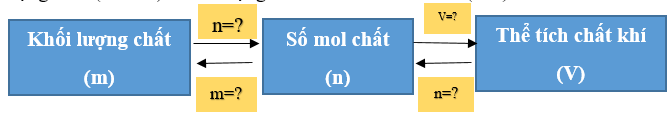 n=?
V=?
Khối lượng chất
(m)
Số mol chất
(n)
Thể tích chất khí
(V)
m=?
n=?